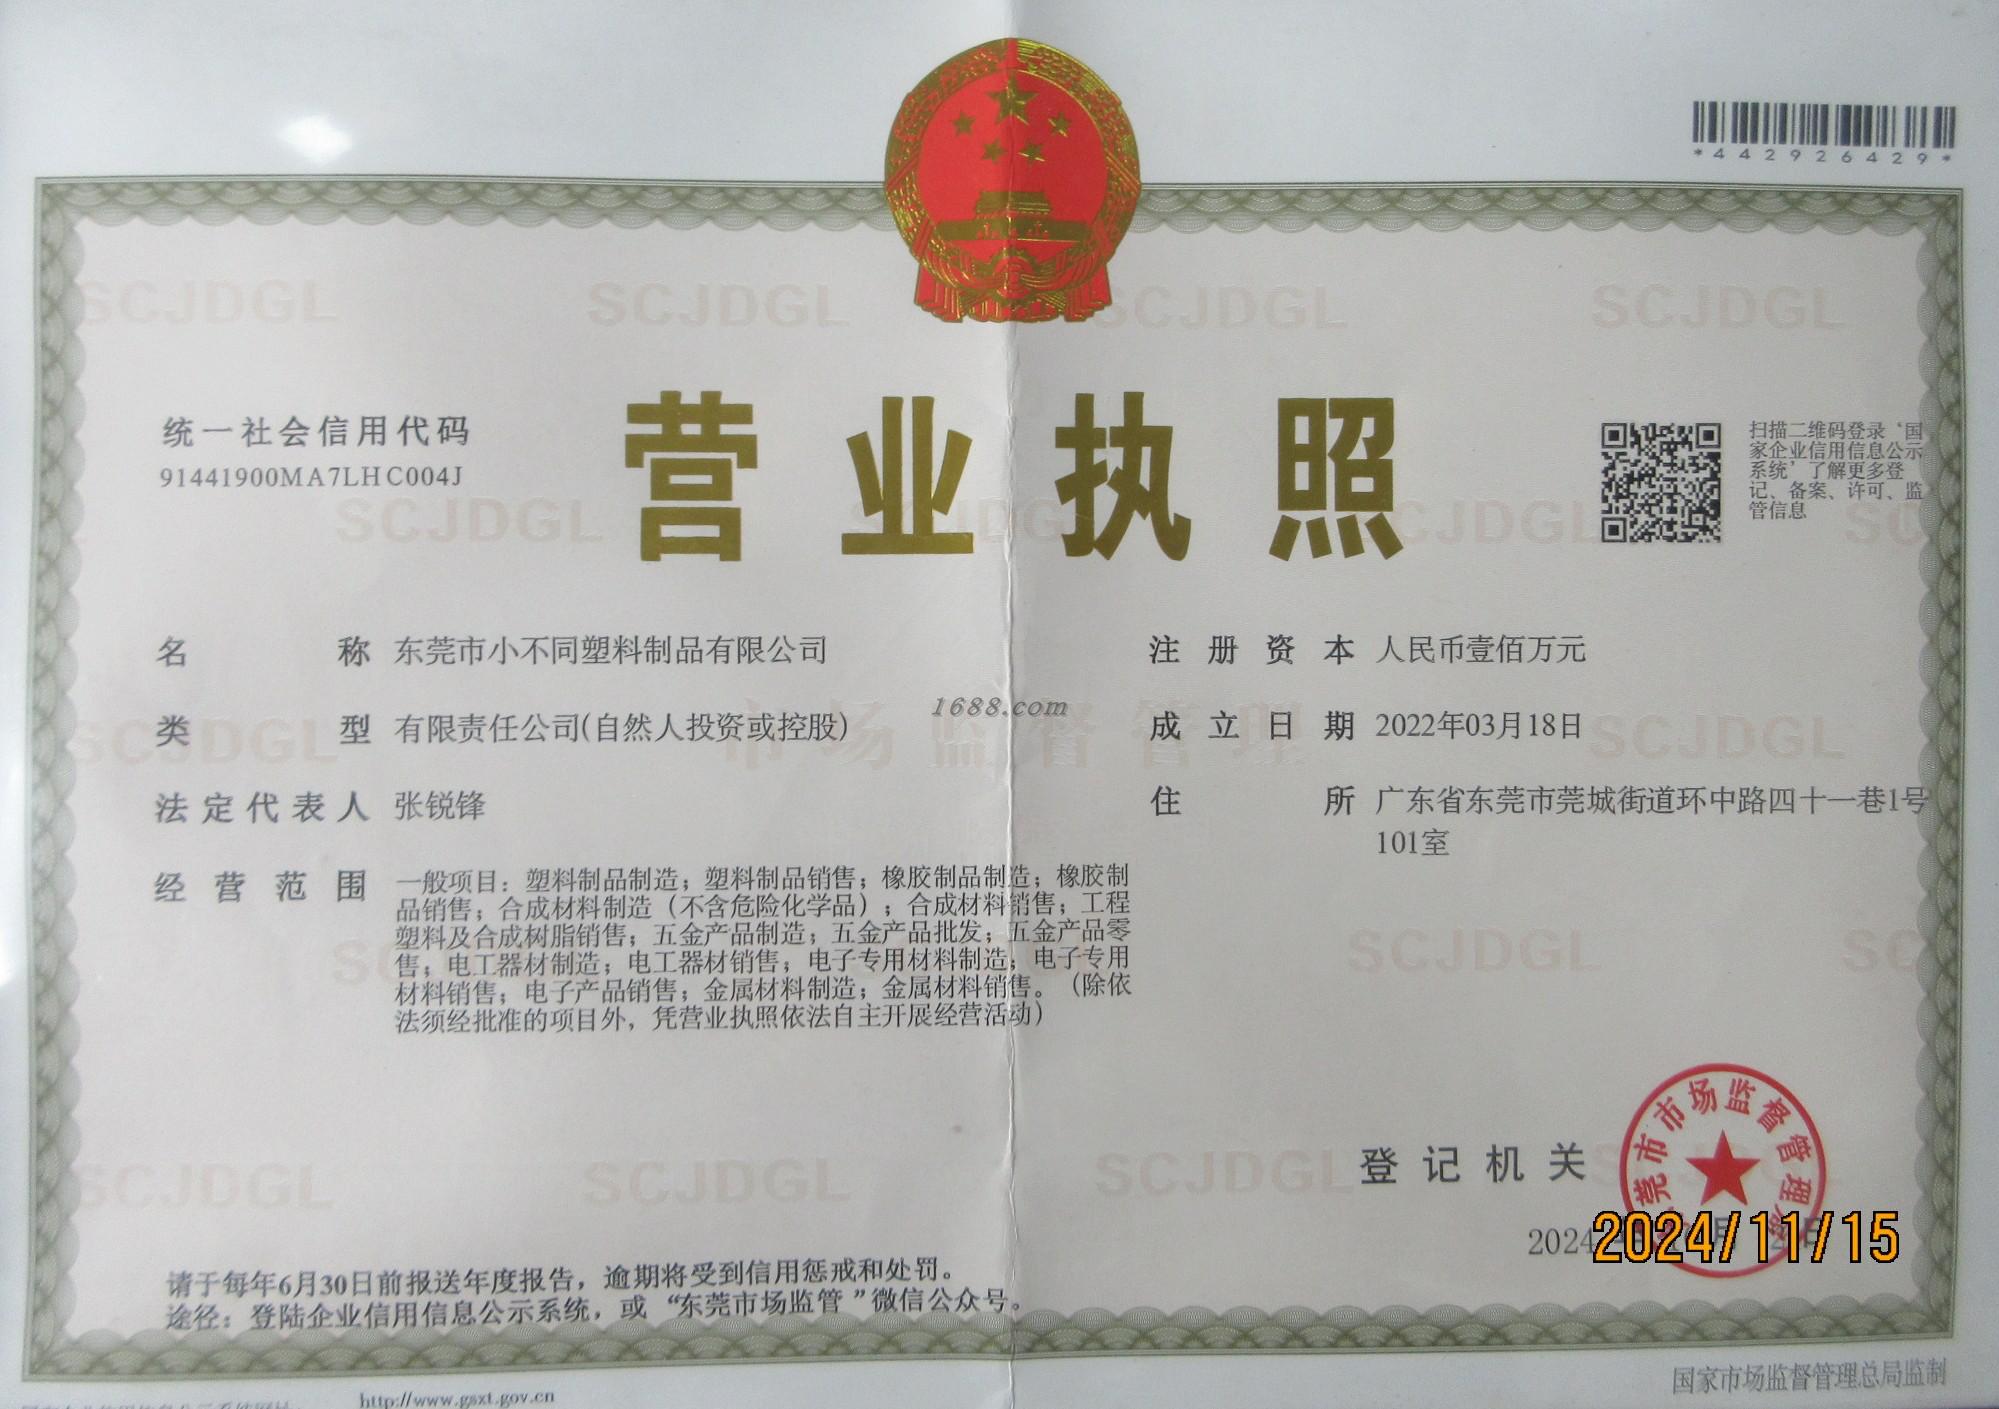 *442926429*
统一社会信用代码
91441900MA7LHC004J
营业执照
扫描二维码登录‘国
家企业信用信息公示
系统’了解更多登
记、备案、许可、监
管信息
名称 东莞市小不同塑料制品有限公司
注册资本 人民币壹佰万元
1688.com
类型 有限责任公司(自然人投资或控股)
成立日期 2022年03月18日
市场监督管理
法定代表人 张锐锋
住所 广东省东莞市莞城街道环中路四十一巷1号
101室
经营范围 一般项目：塑料制品制造；塑料制品销售；橡胶制品制造；橡胶制
品销售；合成材料制造（不含危险化学品）；合成材料销售；工程
塑料及合成树脂销售；五金产品制造；五金产品批发；五金产品零
售；电工器材制造；电工器材销售；电子专用材料制造；电子专用
材料销售；电子产品销售；金属材料制造；金属材料销售。（除依
法须经批准的项目外，凭营业执照依法自主开展经营活动）
SCJDGL
登记机关
莞市市场监督管理
2024
2024/11/15
请于每年6月30日前报送年度报告，逾期将受到信用惩戒和处罚。
途径：登陆企业信用信息公示系统，或“东莞市场监管”微信公众号。
http://www.gsxt.gov.cn
国家市场监督管理总局监制